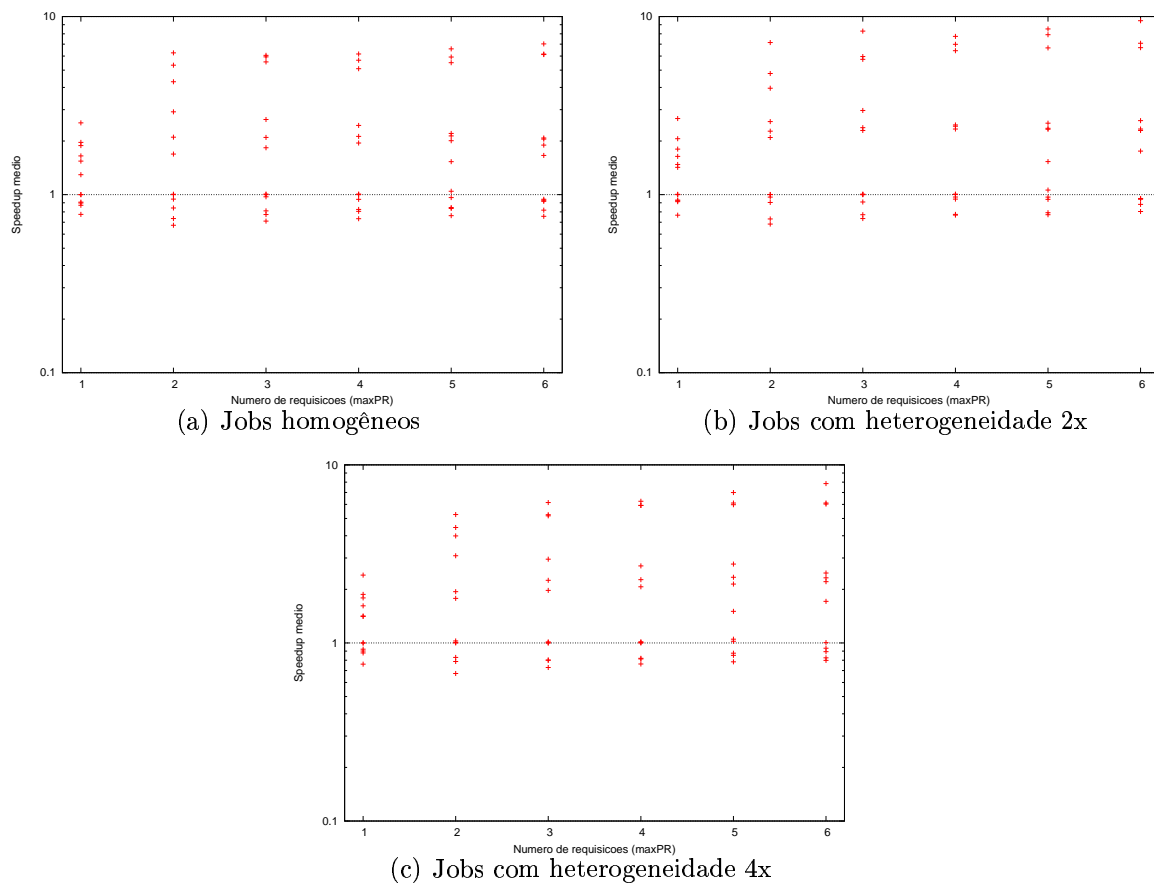 10
1
0.1
Speedup medio
1 2 3 4 5 6
Numero de requisicoes (maxPR)
(a) Jobs homogêneos
10
1
0.1
Speedup medio
1 2 3 4 5 6
Numero de requisicoes (maxPR)
(b) Jobs com heterogeneidade 2x
10
1
0.1
Speedup medio
1 2 3 4 5 6
Numero de requisicoes (maxPR)
(c) Jobs com heterogeneidade 4x